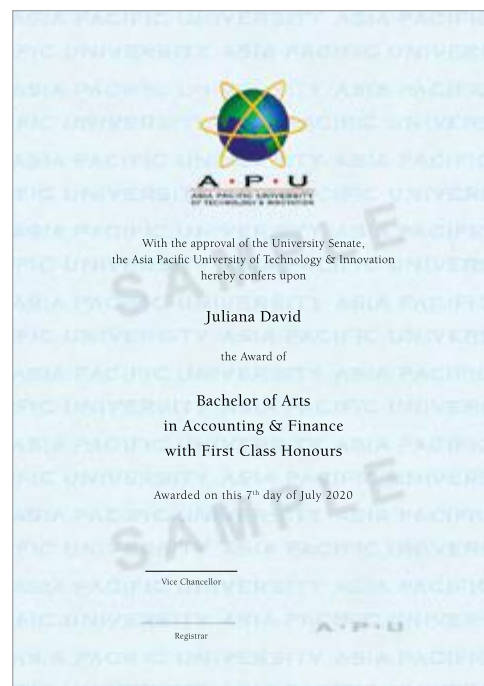 A · P · U
ASIA PACIFIC UNIVERSITY
OF TECHNOLOGY & INNOVATION
With the approval of the University Senate,
the Asia Pacific University of Technology & Innovation
hereby confers upon
Juliana David
the Award of
Bachelor of Arts
in Accounting & Finance
with First Class Honours
Awarded on this 7th day of July 2020
Vice Chancellor
Registrar
A · P · U
SAMPLE
SAMPLE